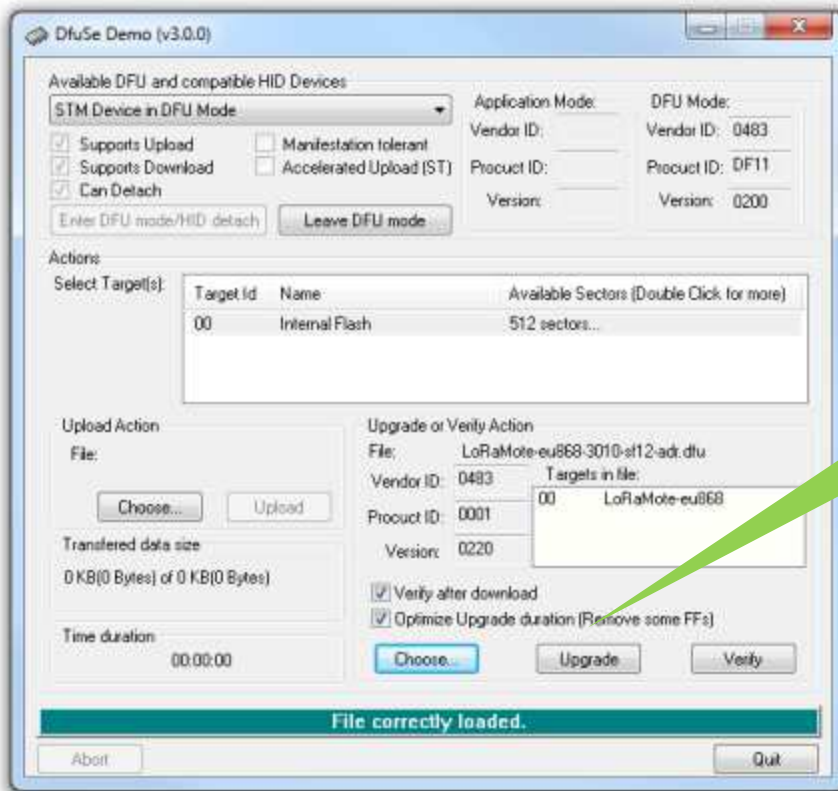 DfuSe Demo (v3.0.0)
Available DFU and compatible HID Devices
STM Device in DFU Mode
Supports Upload
Manifestation tolerant
Supports Download
Accelerated Upload (ST)
Can Detach
Enter DFU mode/HID detach
Leave DFU mode
Application Mode:
Vendor ID:
Procuct ID:
Version:
DFU Mode:
Vendor ID: 0483
Procuct ID: DF11
Version: 0200
Actions
Select Target(s):
Target Id Name Available Sectors (Double Click for more)
00 Internal Flash 512 sectors...
Upload Action
File:
Choose... Upload
Transfered data size
0 KB(0 Bytes) of 0 KB(0 Bytes)
Time duration
00:00:00
Upgrade or Verify Action
File: LoRaMote-eu868-3010-sf12-adr.dfu
Vendor ID: 0483
Procuct ID: 0001
Version: 0220
Targets in file:
00 LoRaMote-eu868
Verify after download
Optimize Upgrade duration (Remove some FFs)
Choose... Upgrade Verify
File correctly loaded.
Abort Quit